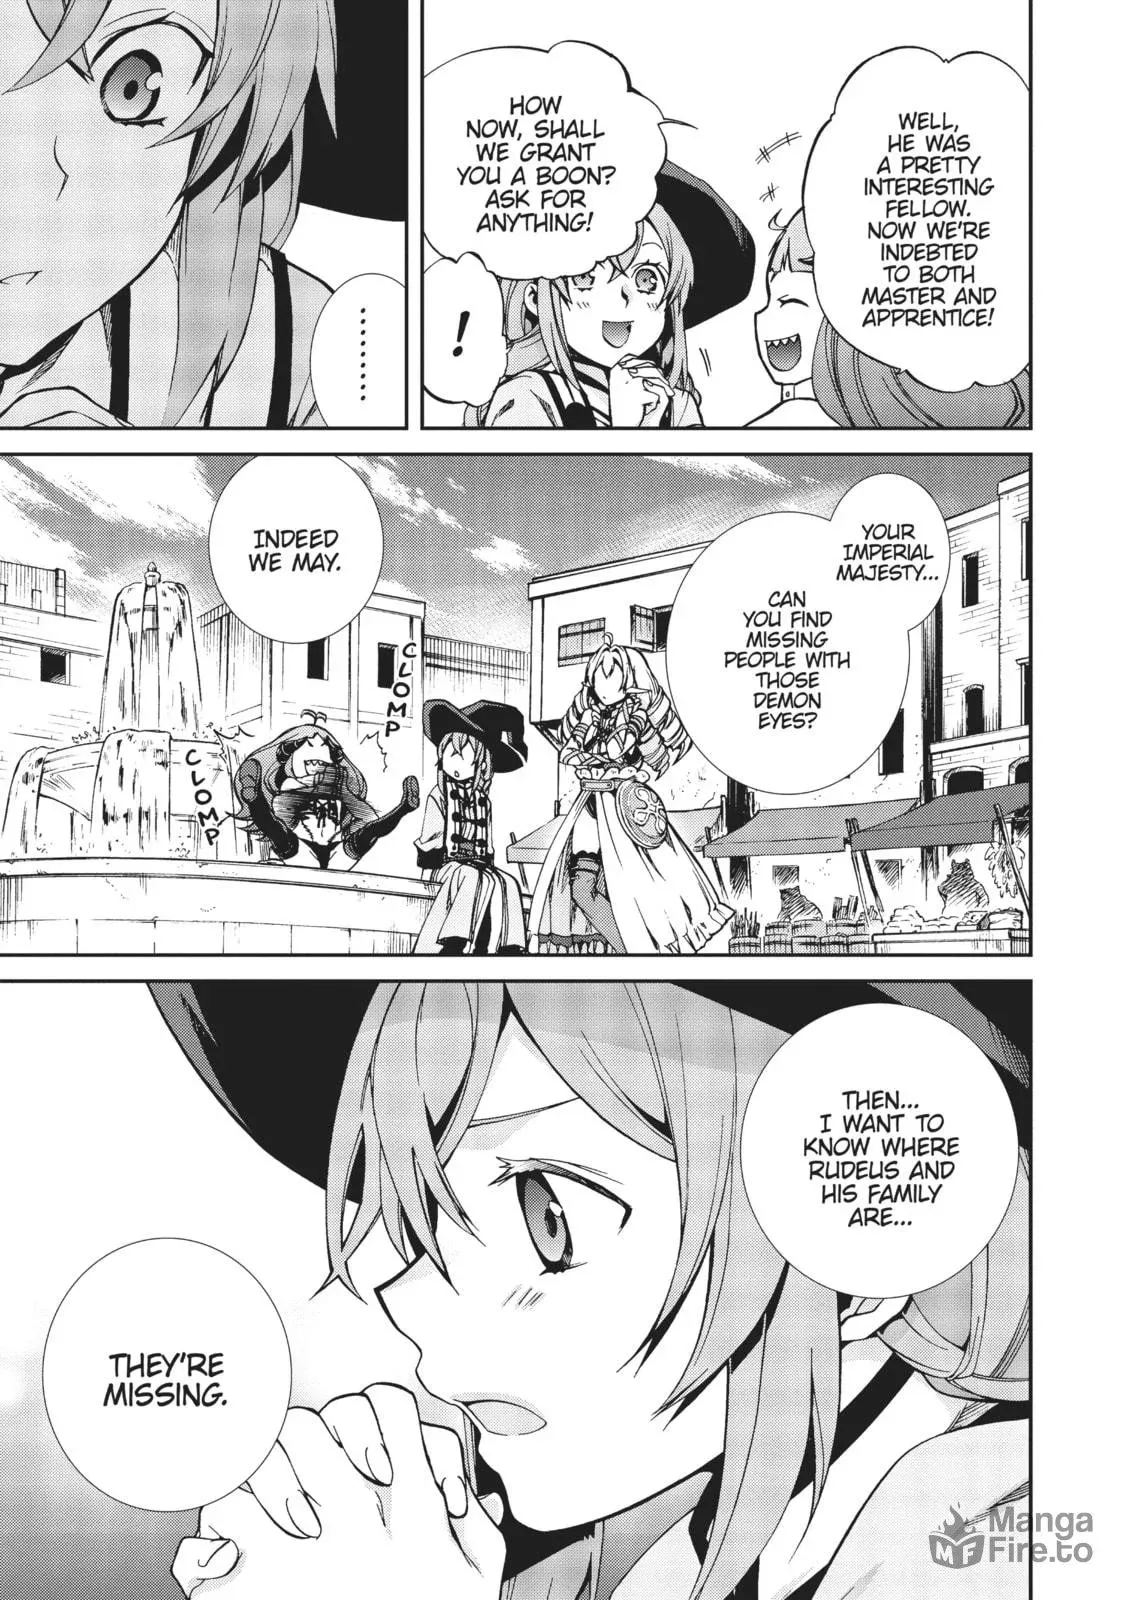 WELL,
HE WAS
A PRETTY
INTERESTING
FELLOW.
NOW WE'RE
INDEBTED
TO BOTH
MASTER AND
APPRENTICE!
HOW
NOW, SHALL
WE GRANT
YOU A BOON?
ASK FOR
ANYTHING!
!
.........
YOUR
IMPERIAL
MAJESTY...
CAN
YOU FIND
MISSING
PEOPLE WITH
THOSE
DEMON
EYES?
INDEED
WE MAY.
CLOMP
CLOMP
THEN...
I WANT TO
KNOW WHERE
RUDEUS AND
HIS FAMILY
ARE...
THEY'RE
MISSING.
MF
Manga
Fire.to